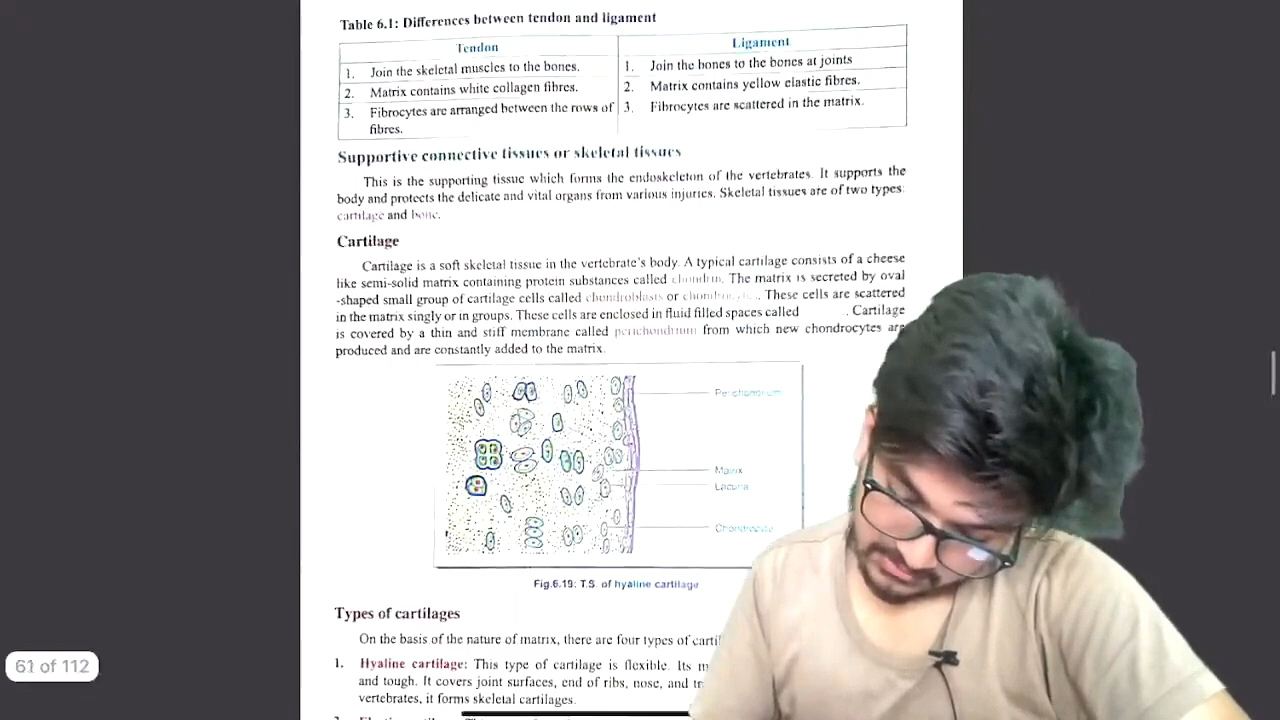 Table 6.1: Differences between tendon and ligament
Tendon
Ligament
1. Join the skeletal muscles to the bones.
1. Join the bones to the bones at joints
2. Matrix contains white collagen fibres.
2. Matrix contains yellow elastic fibres.
3. Fibrocytes are arranged between the rows of fibres.
3. Fibrocytes are scattered in the matrix.
Supportive connective tissues or skeletal tissues
This is the supporting tissue which forms the endoskeleton of the vertebrates. It supports the
body and protects the delicate and vital organs from various injuries. Skeletal tissues are of two types:
cartilage and bone.
Cartilage
Cartilage is a soft skeletal tissue in the vertebrate's body. A typical cartilage consists of a cheese
like semi-solid matrix containing protein substances called chondrin. The matrix is secreted by oval
-shaped small group of cartilage cells called chondroblasts or These cells are scattered
in the matrix singly or in groups. These cells are enclosed in fluid filled spaces called . Cartilage
is covered by a thin and stiff membrane called perichondrium from which new chondrocytes are
produced and are constantly added to the matrix.
Perichondrium
Matrix
Lacuna
Chondrocyte
Fig.6.19: T.S. of hyaline cartilage
Types of cartilages
On the basis of the nature of matrix, there are four types of
1. Hyaline cartilage: This type of cartilage is flexible. Its
and tough. It covers joint surfaces, end of ribs, nose, and
vertebrates, it forms skeletal cartilages.
61 of 112